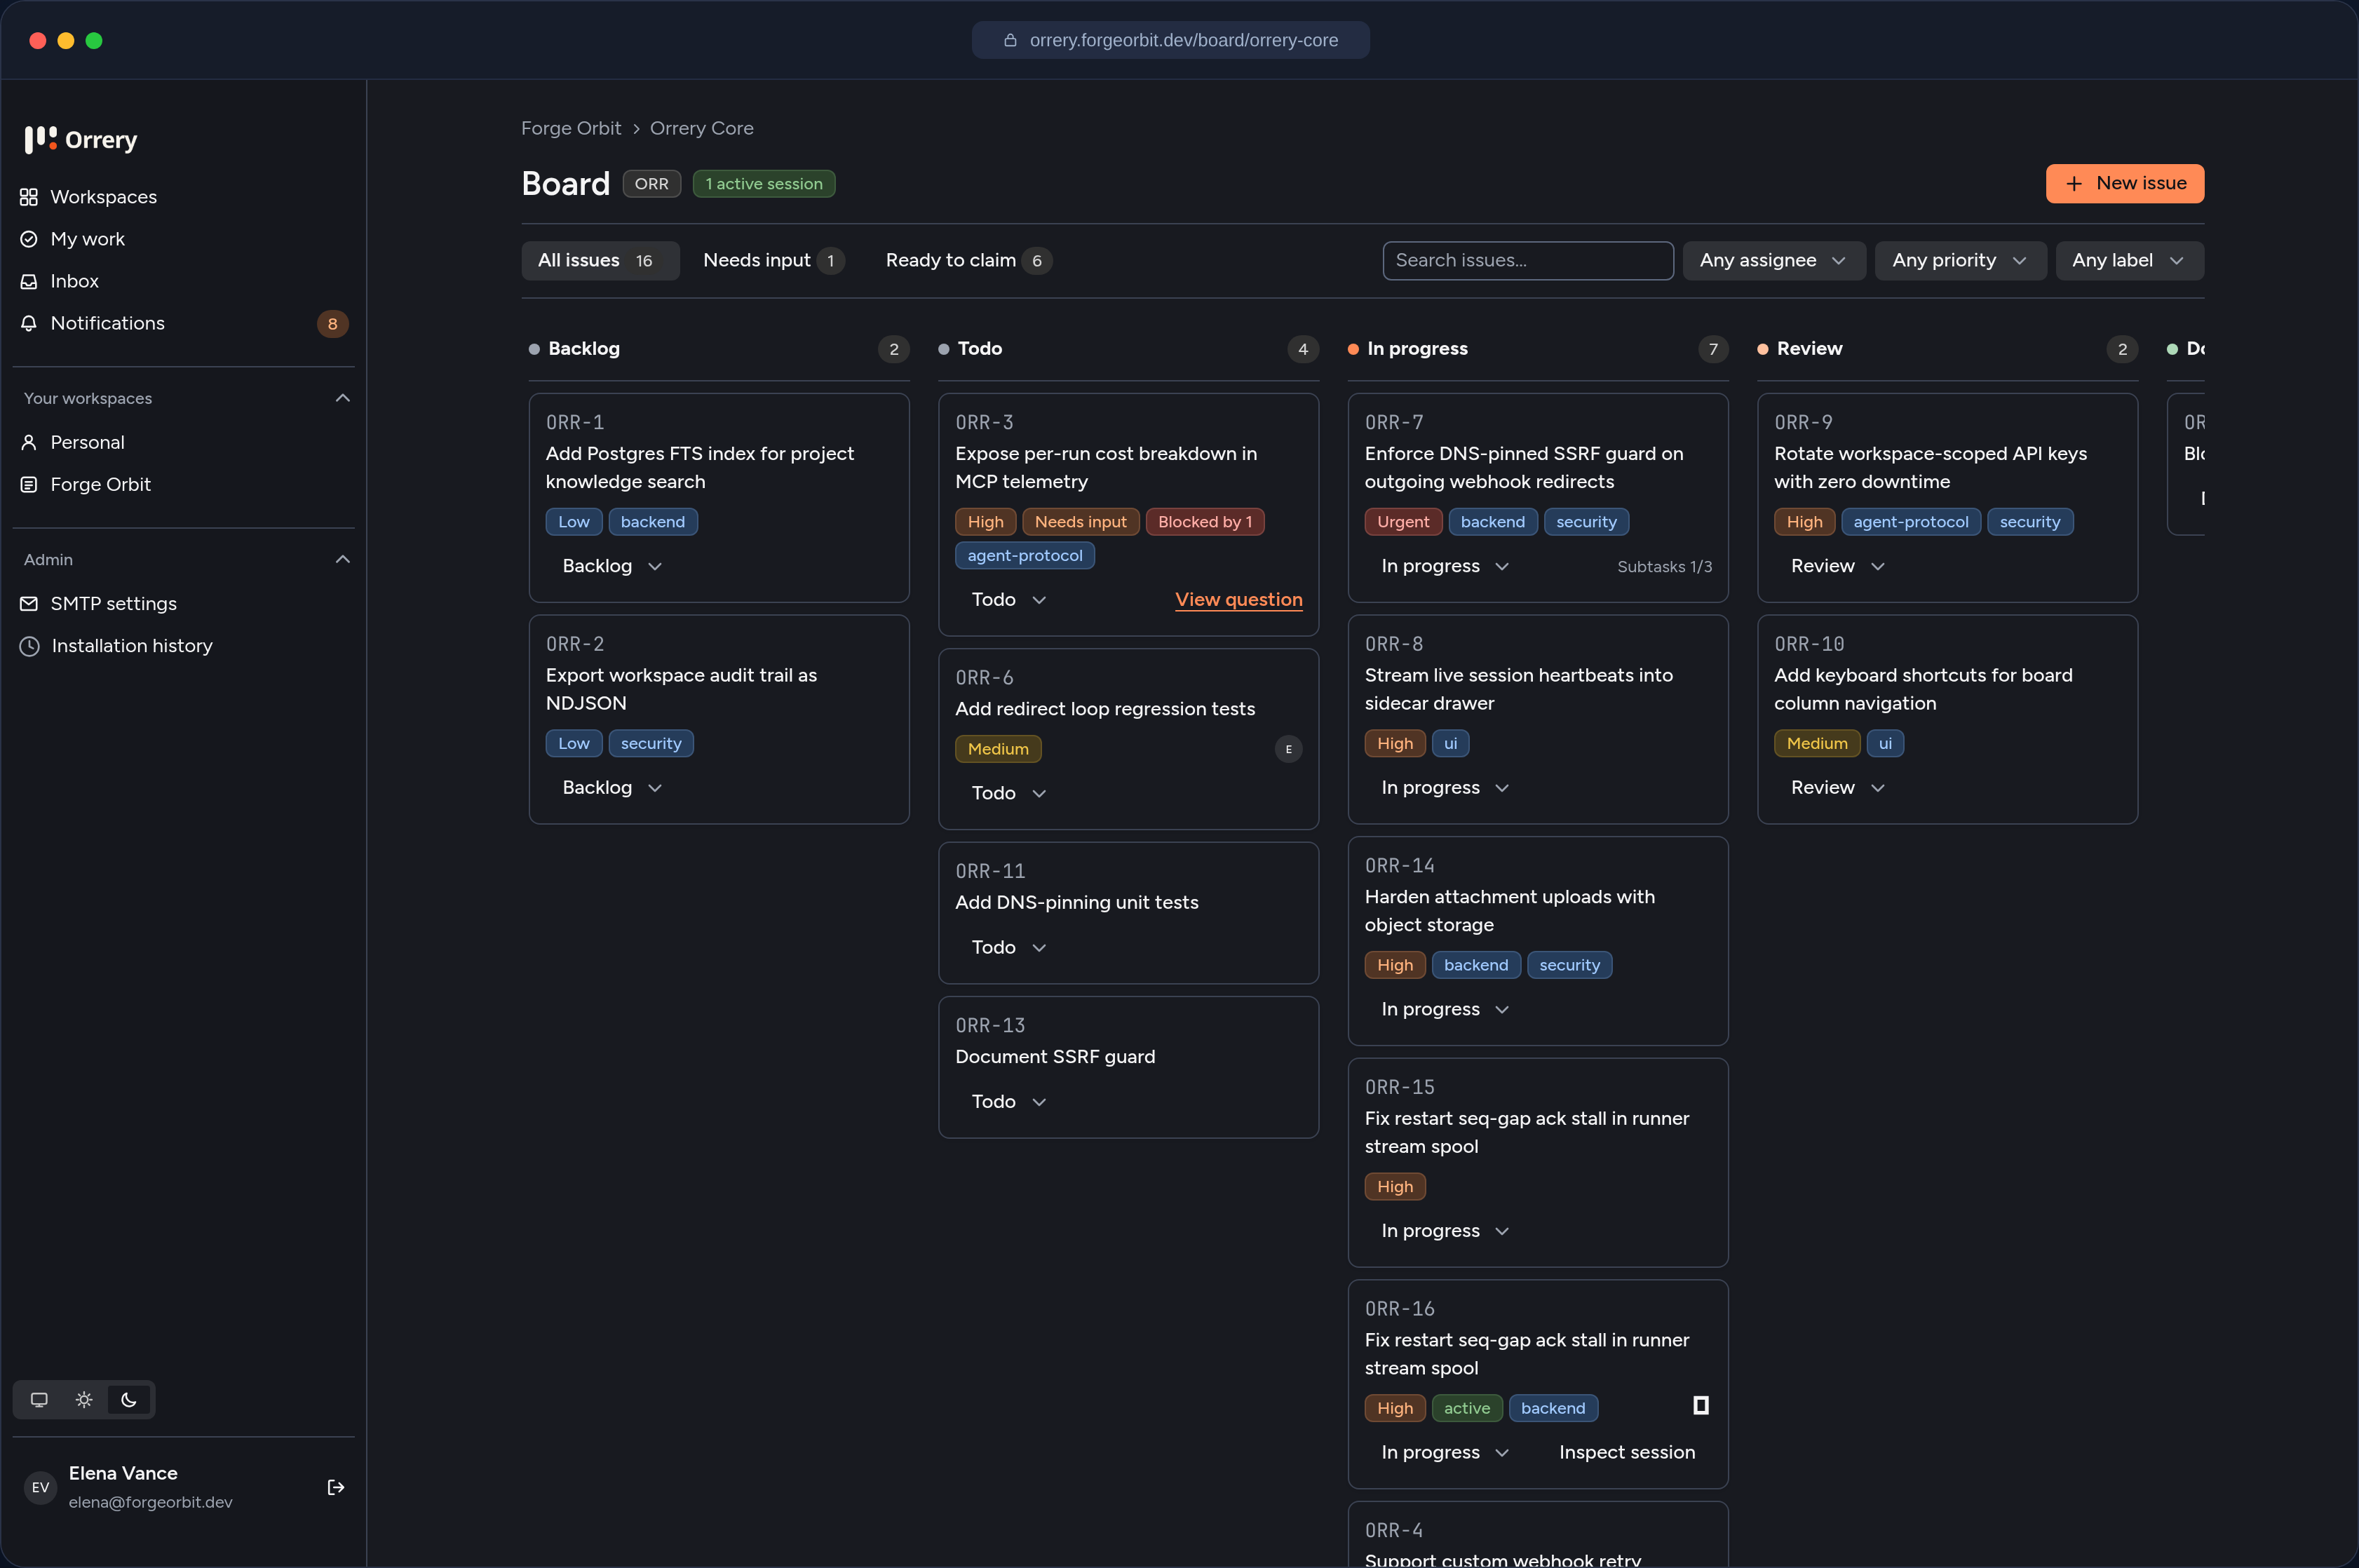 orrery.forgeorbit.dev/board/orrery-core
Orrery
Workspaces
My work
Inbox
Notifications 8
Your workspaces
Personal
Forge Orbit
Admin
SMTP settings
Installation history
EV
Elena Vance
elena@forgeorbit.dev
Forge Orbit > Orrery Core
Board ORR 1 active session
New issue
All issues 16 Needs input 1 Ready to claim 6
Search issues... Any assignee Any priority Any label
Backlog 2
ORR-1
Add Postgres FTS index for project
knowledge search
Low backend
Backlog
ORR-2
Export workspace audit trail as
NDJSON
Low security
Backlog
Todo 4
ORR-3
Expose per-run cost breakdown in
MCP telemetry
High Needs input Blocked by 1
agent-protocol
Todo View question
ORR-6
Add redirect loop regression tests
Medium E
Todo
ORR-11
Add DNS-pinning unit tests
Todo
ORR-13
Document SSRF guard
Todo
In progress 7
ORR-7
Enforce DNS-pinned SSRF guard on
outgoing webhook redirects
Urgent backend security
In progress Subtasks 1/3
ORR-8
Stream live session heartbeats into
sidecar drawer
High ui
In progress
ORR-14
Harden attachment uploads with
object storage
High backend security
In progress
ORR-15
Fix restart seq-gap ack stall in runner
stream spool
High
In progress
ORR-16
Fix restart seq-gap ack stall in runner
stream spool
High active backend
In progress Inspect session
ORR-4
Support custom webhook retry
Review 2
ORR-9
Rotate workspace-scoped API keys
with zero downtime
High agent-protocol security
Review
ORR-10
Add keyboard shortcuts for board
column navigation
Medium ui
Review